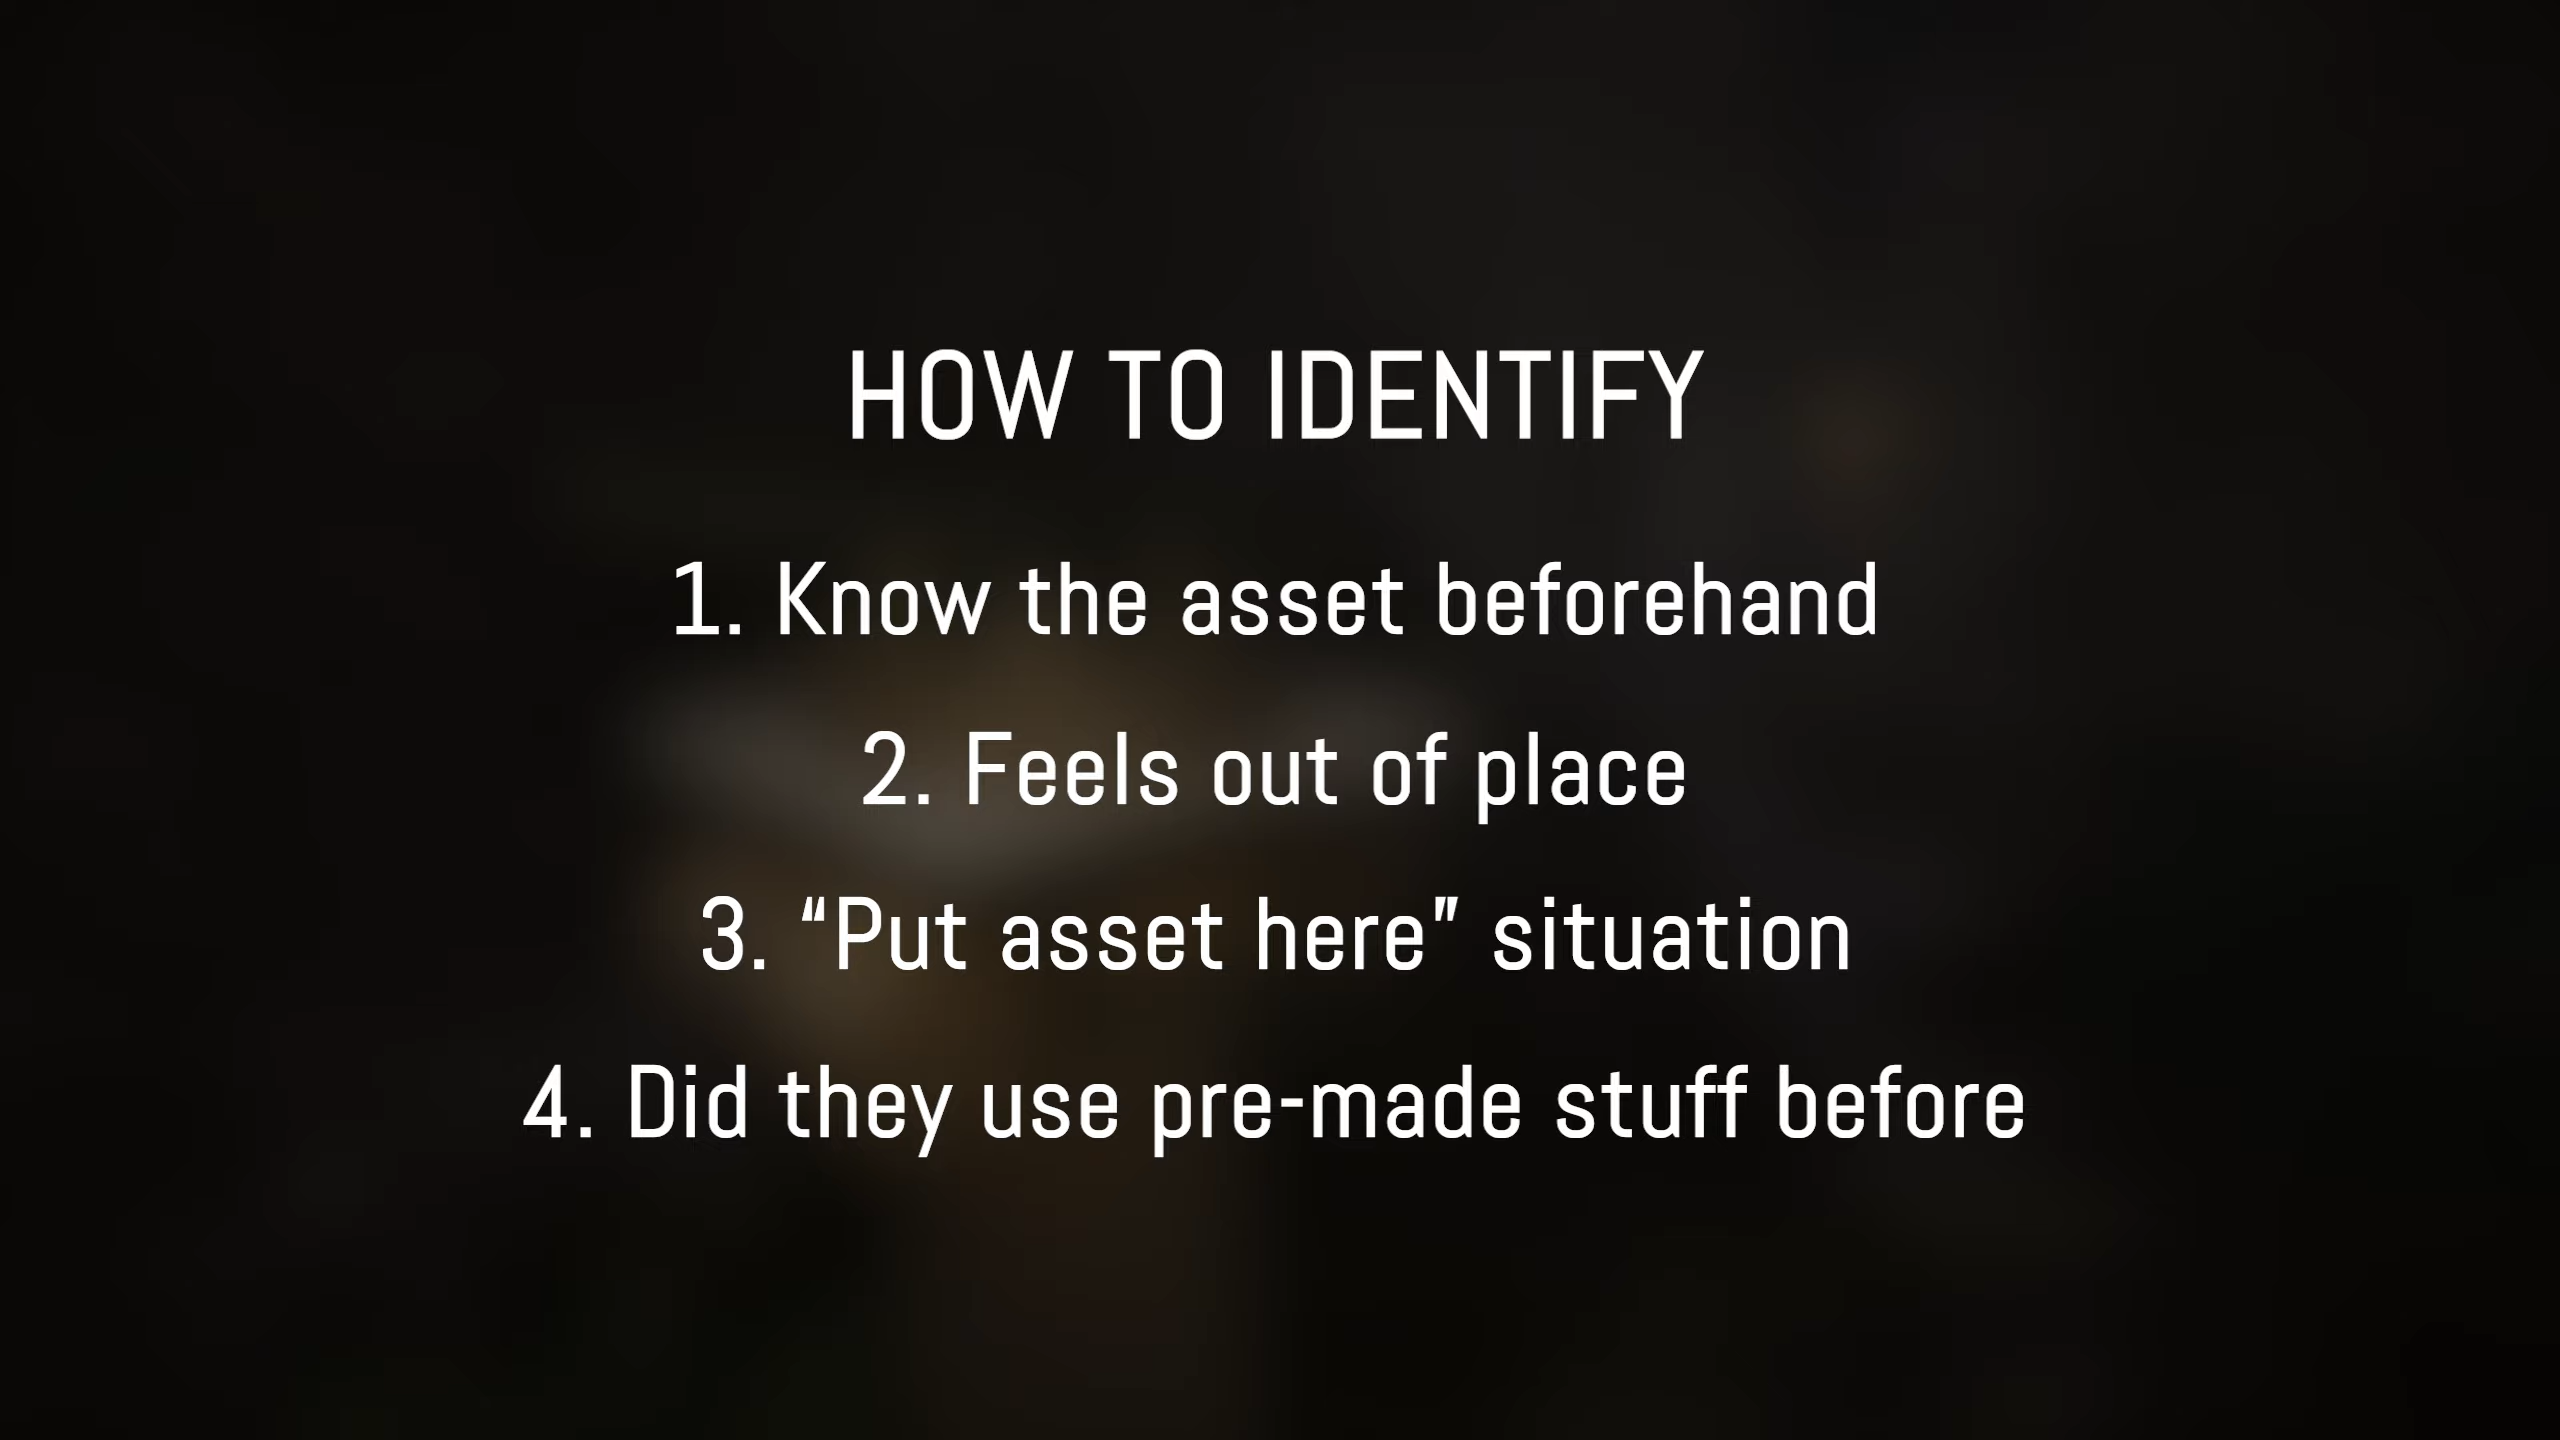 HOW TO IDENTIFY
1. Know the asset beforehand
2. Feels out of place
3. “Put asset here” situation
4. Did they use pre-made stuff before